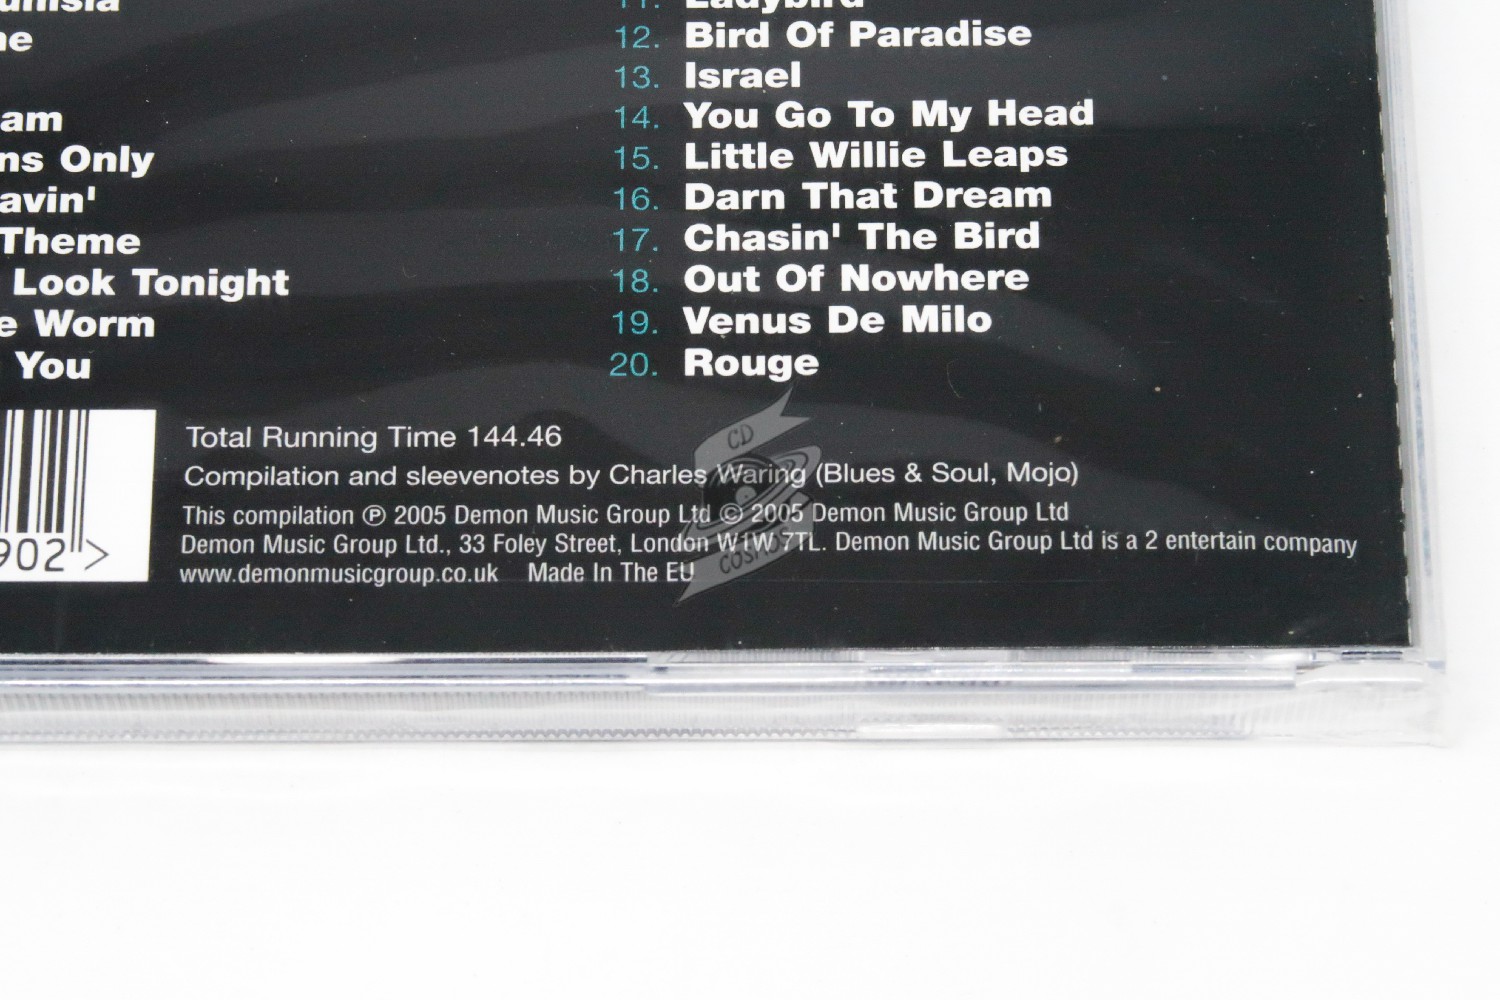 he
am
ns Only
avin'
Theme
Look Tonight
e Worm
You
11. Ladybird
12. Bird Of Paradise
13. Israel
14. You Go To My Head
15. Little Willie Leaps
16. Darn That Dream
17. Chasin' The Bird
18. Out Of Nowhere
19. Venus De Milo
20. Rouge
902 >
Total Running Time 144.46
Compilation and sleevenotes by Charles Waring (Blues & Soul, Mojo)
This compilation ℗ 2005 Demon Music Group Ltd © 2005 Demon Music Group Ltd
Demon Music Group Ltd., 33 Foley Street, London W1W 7TL. Demon Music Group Ltd is a 2 entertain company
www.demonmusicgroup.co.uk Made In The EU
CD
COSMOS